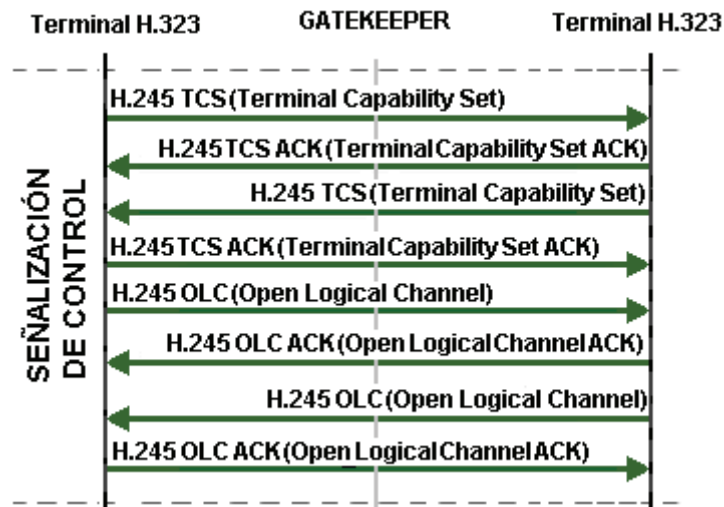 Terminal H.323 GATEKEEPER Terminal H.323
H.245 TCS (Terminal Capability Set)
H.245 TCS ACK (Terminal Capability Set ACK)
H.245 TCS (Terminal Capability Set)
H.245 TCS ACK (Terminal Capability Set ACK)
H.245 OLC (Open Logical Channel)
H.245 OLC ACK (Open Logical Channel ACK)
H.245 OLC (Open Logical Channel)
H.245 OLC ACK (Open Logical Channel ACK)
SEÑALIZACIÓN
DE CONTROL